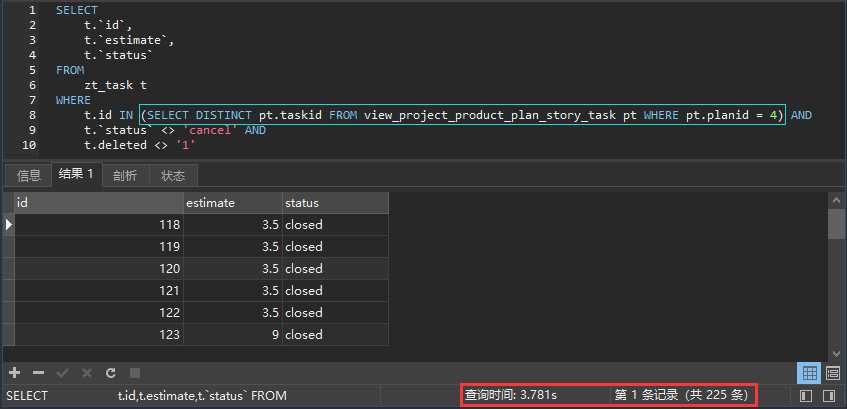 1 SELECT
2 t.`id`,
3 t.`estimate`,
4 t.`status`
5 FROM
6 zt_task t
7 WHERE
8 t.id IN (SELECT DISTINCT pt.taskid FROM view_project_product_plan_story_task pt WHERE pt.planid = 4) AND
9 t.`status` <> 'cancel' AND
10 t.deleted <> '1'
信息 结果 1 剖析 状态
id estimate status
118 3.5 closed
119 3.5 closed
120 3.5 closed
121 3.5 closed
122 3.5 closed
123 9 closed
SELECT t.id,t.estimate,t.`status` FROM 查询时间: 3.781s 第 1 条记录 (共 225 条)